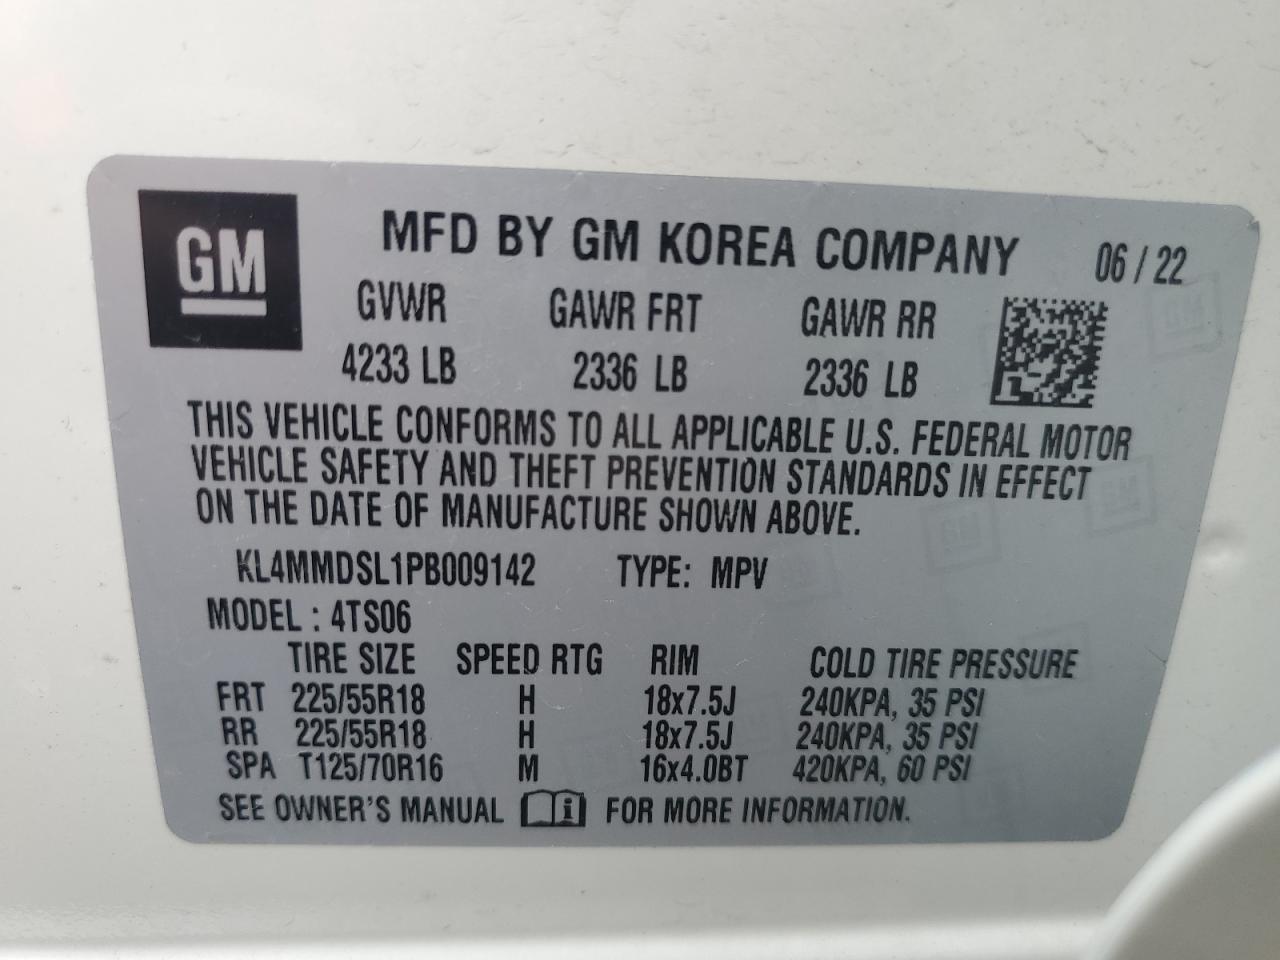 GM
MFD BY GM KOREA COMPANY 06 / 22
GVWR GAWR FRT GAWR RR
4233 LB 2336 LB 2336 LB
THIS VEHICLE CONFORMS TO ALL APPLICABLE U.S. FEDERAL MOTOR
VEHICLE SAFETY AND THEFT PREVENTION STANDARDS IN EFFECT
ON THE DATE OF MANUFACTURE SHOWN ABOVE.
KL4MMDSL1PB009142 TYPE: MPV
MODEL : 4TS06
TIRE SIZE SPEED RTG RIM COLD TIRE PRESSURE
FRT 225/55R18 H 18x7.5J 240KPA, 35 PSI
RR 225/55R18 H 18x7.5J 240KPA, 35 PSI
SPA T125/70R16 M 16x4.0BT 420KPA, 60 PSI
SEE OWNER'S MANUAL i FOR MORE INFORMATION.